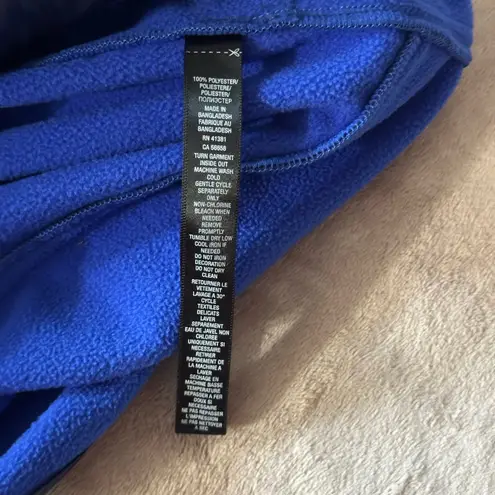 100% POLYESTER/
POLIESTERE/
POLIÉSTER/
ПОЛИЭСТЕР
MADE IN
BANGLADESH
FABRIQUE AU
BANGLADESH
RN 41381
CA 56858
TURN GARMENT
INSIDE OUT
MACHINE WASH
COLD
GENTLE CYCLE
SEPARATELY
ONLY
NON-CHLORINE
BLEACH WHEN
NEEDED
REMOVE
PROMPTLY
TUMBLE DRY LOW
COOL IRON IF
NEEDED
DO NOT IRON
DECORATION
DO NOT DRY
CLEAN
RETOURNER LE
VETEMENT
LAVAGE A 30°
CYCLE
TEXTILES
DELICATS
LAVER
SEPAREMENT
EAU DE JAVEL NON
CHLOREE
UNIQUEMENT SI
NECESSAIRE
RETIRER
RAPIDEMENT DE
LA MACHINE A
LAVER
SECHAGE EN
MACHINE BASSE
TEMPERATURE
REPASSER A FER
DOUX SI
NECESSAIRE
NE PAS REPASSER
L'IMPRESSION
NE PAS NETTOYER
A SEC